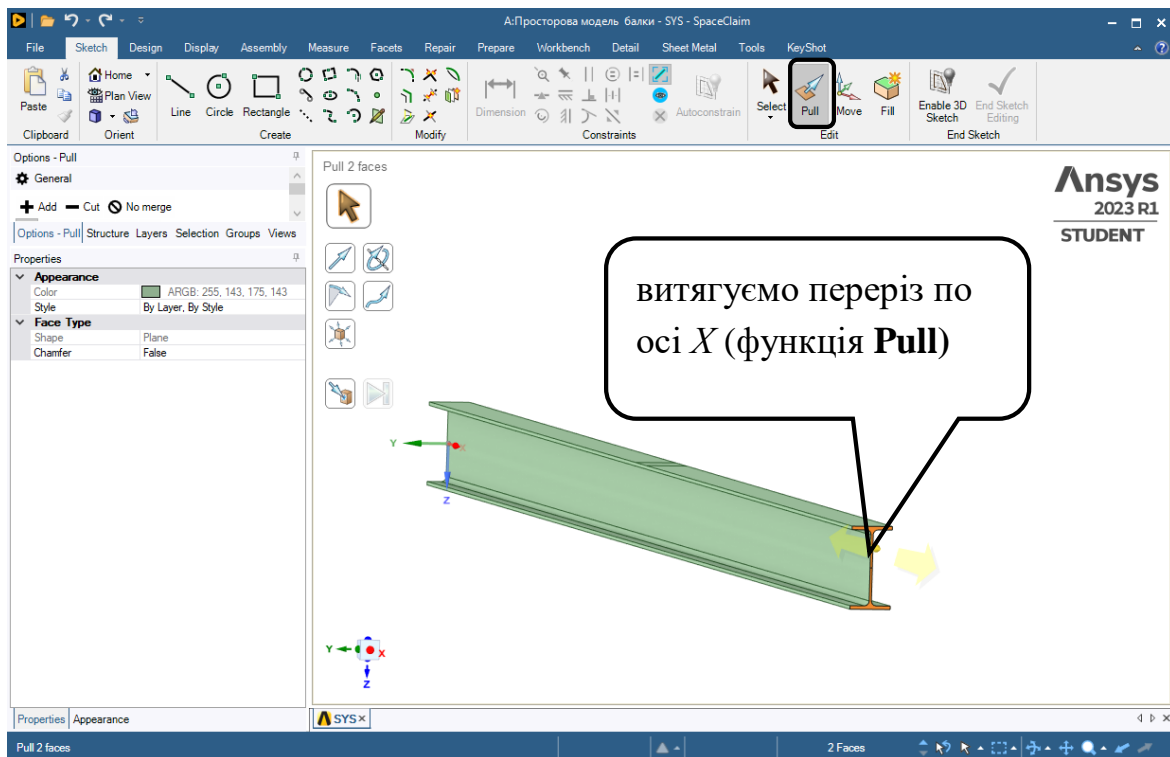 А:Просторова модель балки - SYS - SpaceClaim
File Sketch Design Display Assembly Measure Facets Repair Prepare Workbench Detail Sheet Metal Tools KeyShot
Paste
Home
Plan View
Line Circle Rectangle
Dimension
Autoconstrain
Select Pull Move Fill
Enable 3D Sketch
End Sketch Editing
Clipboard Orient Create Modify Constraints Edit End Sketch
Options - Pull
General
Add Cut No merge
Options - Pull Structure Layers Selection Groups Views
Properties
Appearance
Color ARGB: 255, 143, 175, 143
Style By Layer, By Style
Face Type
Shape Plane
Chamfer False
Pull 2 faces
Ansys
2023 R1
STUDENT
витягуємо переріз по
осі X (функція Pull)
Y X
Z
Y X
Z
Properties Appearance
SYS
Pull 2 faces 2 Faces